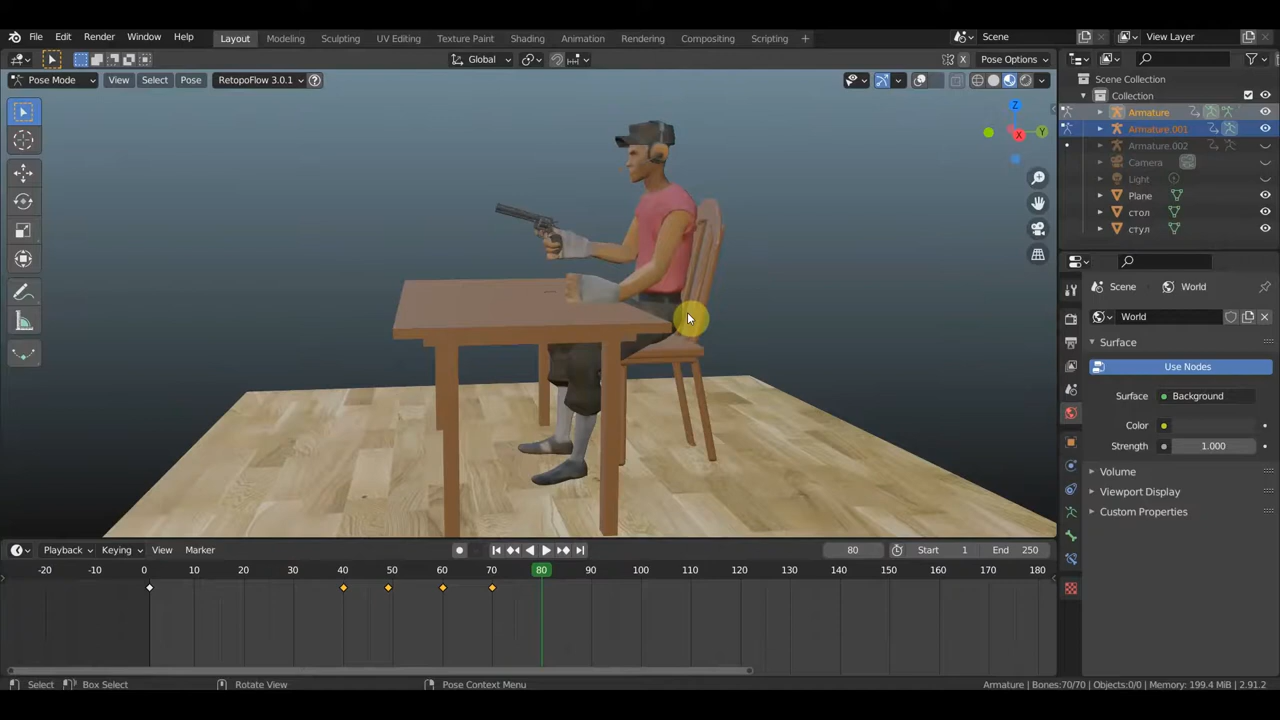 File Edit Render Window Help
Layout Modeling Sculpting UV Editing Texture Paint Shading Animation Rendering Compositing Scripting +
Scene
View Layer
Global
X
Pose Options
Pose Mode
View Select Pose
RetopoFlow 3.0.1
Z
X
Y
Scene Collection
Collection
Armature
Armature.001
Armature.002
Camera
Light
Plane
стол
стул
Scene
World
World
Surface
Use Nodes
Surface
Background
Color
Strength
1.000
Volume
Viewport Display
Custom Properties
Playback Keying View Marker
80
Start 1
End 250
-20 -10 0 10 20 30 40 50 60 70 80 90 100 110 120 130 140 150 160 170 180
Select
Box Select
Rotate View
Pose Context Menu
Armature | Bones:70/70 | Objects:0/0 | Memory: 199.4 MiB | 2.91.2